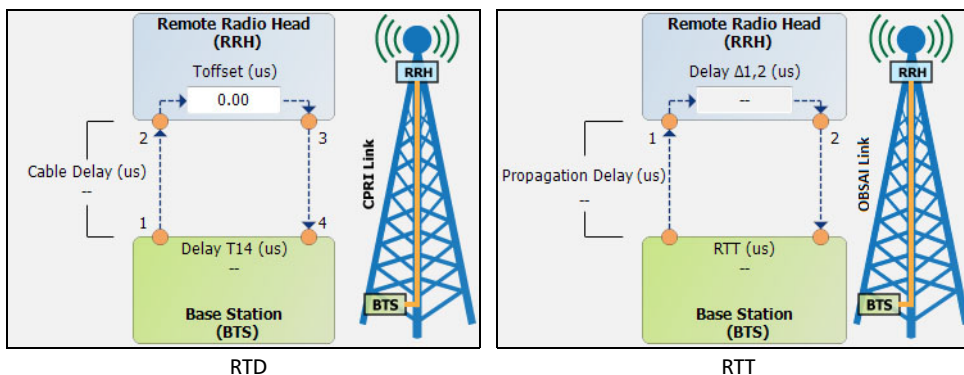 Remote Radio Head
(RRH)
Toffset (us)
0.00
2
3
Cable Delay (us)
--
1
4
Delay T14 (us)
--
Base Station
(BTS)
RRH
CPRI Link
BTS
RTD
Remote Radio Head
(RRH)
Delay Δ1,2 (us)
--
1
2
Propagation Delay (us)
--
RTT (us)
--
Base Station
(BTS)
RRH
OBSAI Link
BTS
RTT